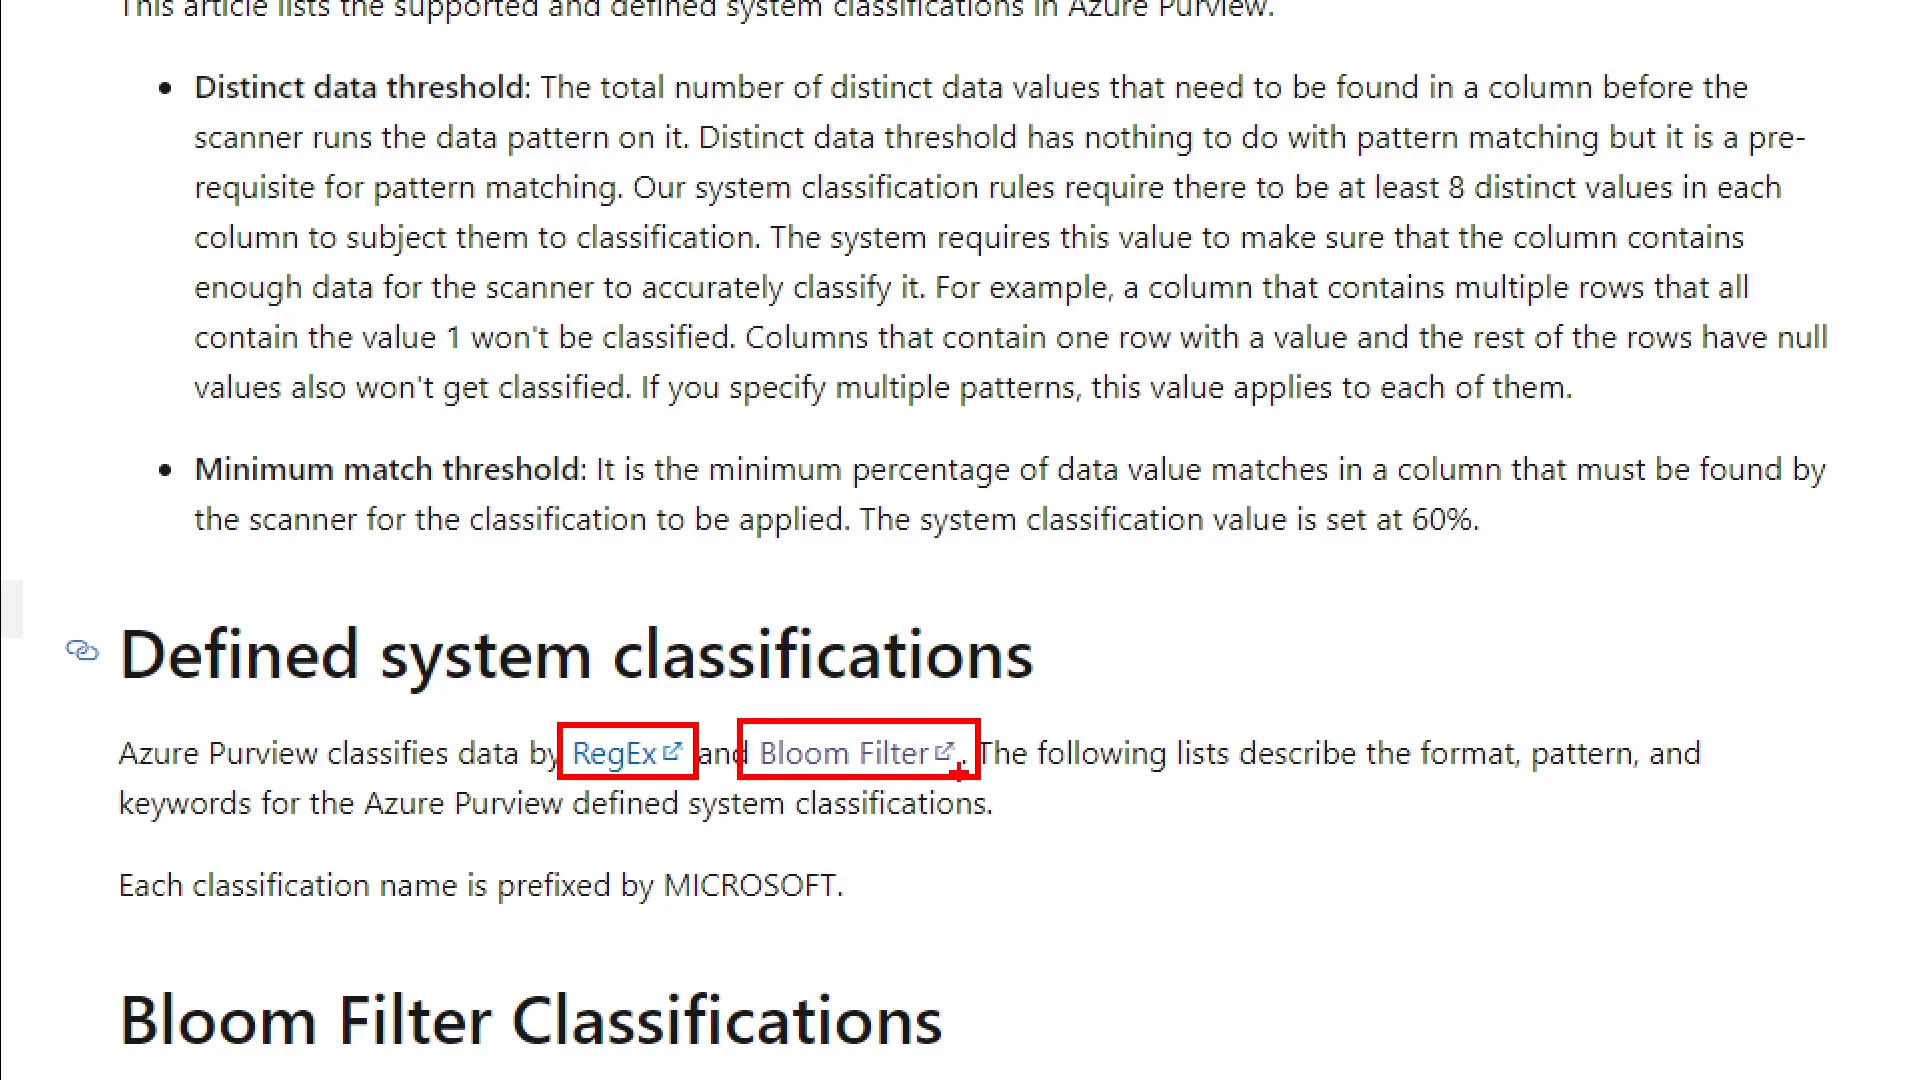 This article lists the supported and defined system classifications in Azure Purview.
• Distinct data threshold: The total number of distinct data values that need to be found in a column before the
scanner runs the data pattern on it. Distinct data threshold has nothing to do with pattern matching but it is a pre-
requisite for pattern matching. Our system classification rules require there to be at least 8 distinct values in each
column to subject them to classification. The system requires this value to make sure that the column contains
enough data for the scanner to accurately classify it. For example, a column that contains multiple rows that all
contain the value 1 won't be classified. Columns that contain one row with a value and the rest of the rows have null
values also won't get classified. If you specify multiple patterns, this value applies to each of them.
• Minimum match threshold: It is the minimum percentage of data value matches in a column that must be found by
the scanner for the classification to be applied. The system classification value is set at 60%.
Defined system classifications
Azure Purview classifies data by RegEx and Bloom Filter. The following lists describe the format, pattern, and
keywords for the Azure Purview defined system classifications.
Each classification name is prefixed by MICROSOFT.
Bloom Filter Classifications